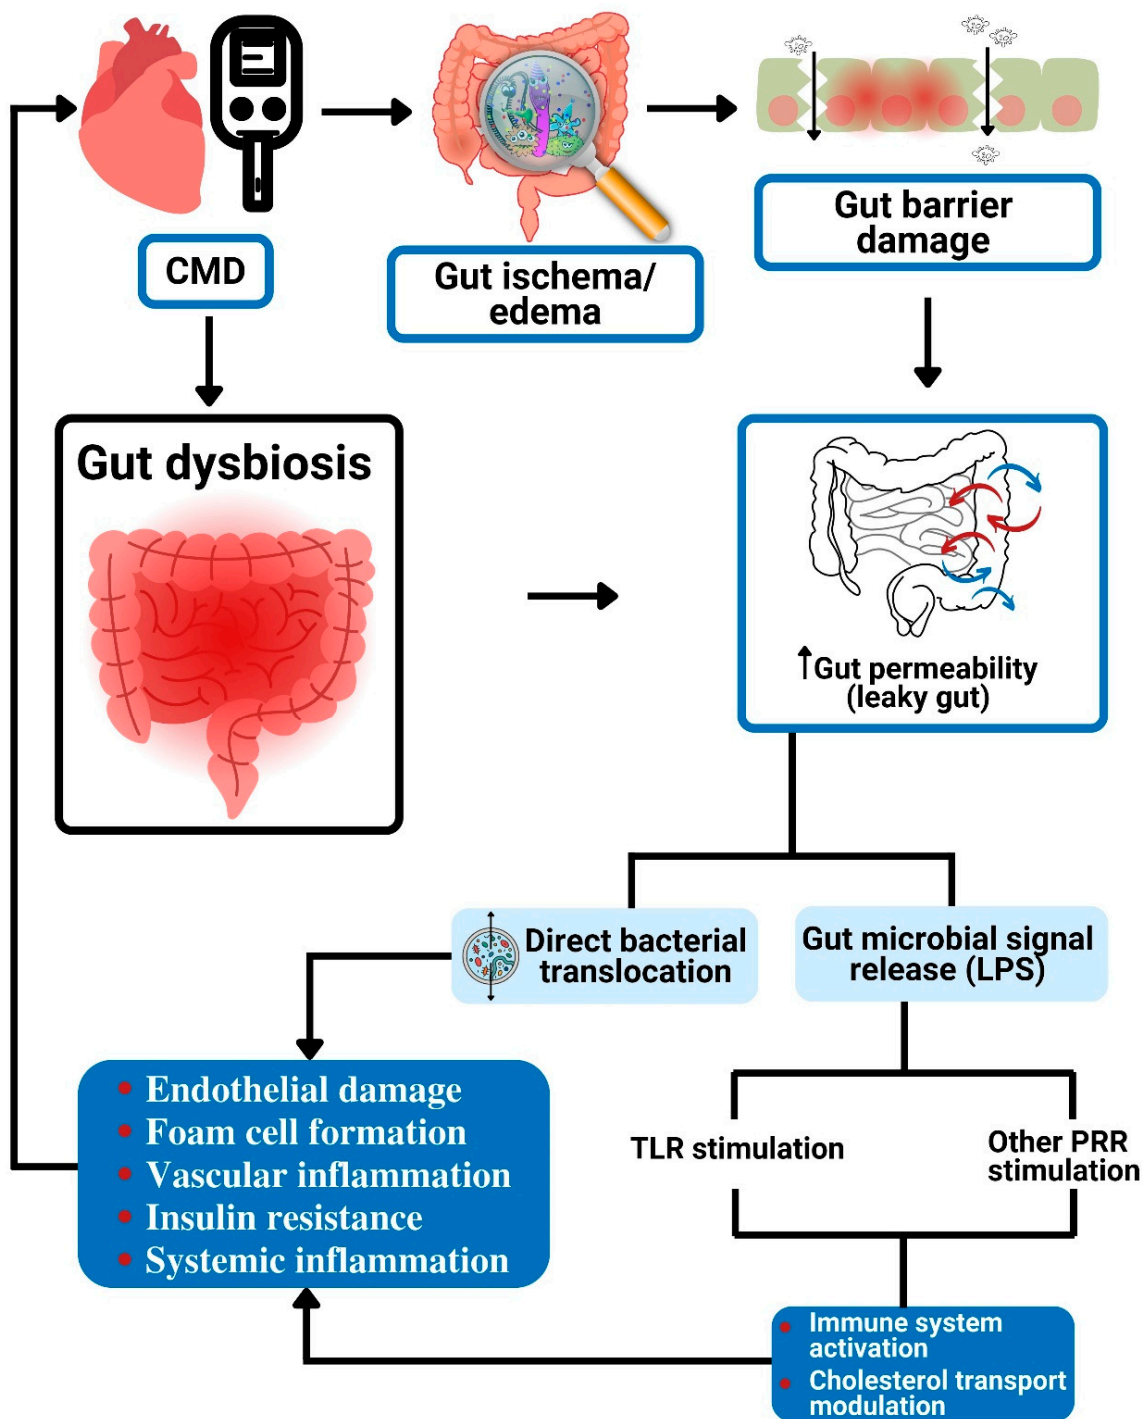 CMD
Gut ischema/
edema
Gut barrier
damage
Gut dysbiosis
↑Gut permeability
(leaky gut)
Direct bacterial
translocation
Gut microbial signal
release (LPS)
• Endothelial damage
• Foam cell formation
• Vascular inflammation
• Insulin resistance
• Systemic inflammation
TLR stimulation
Other PRR
stimulation
• Immune system
activation
• Cholesterol transport
modulation